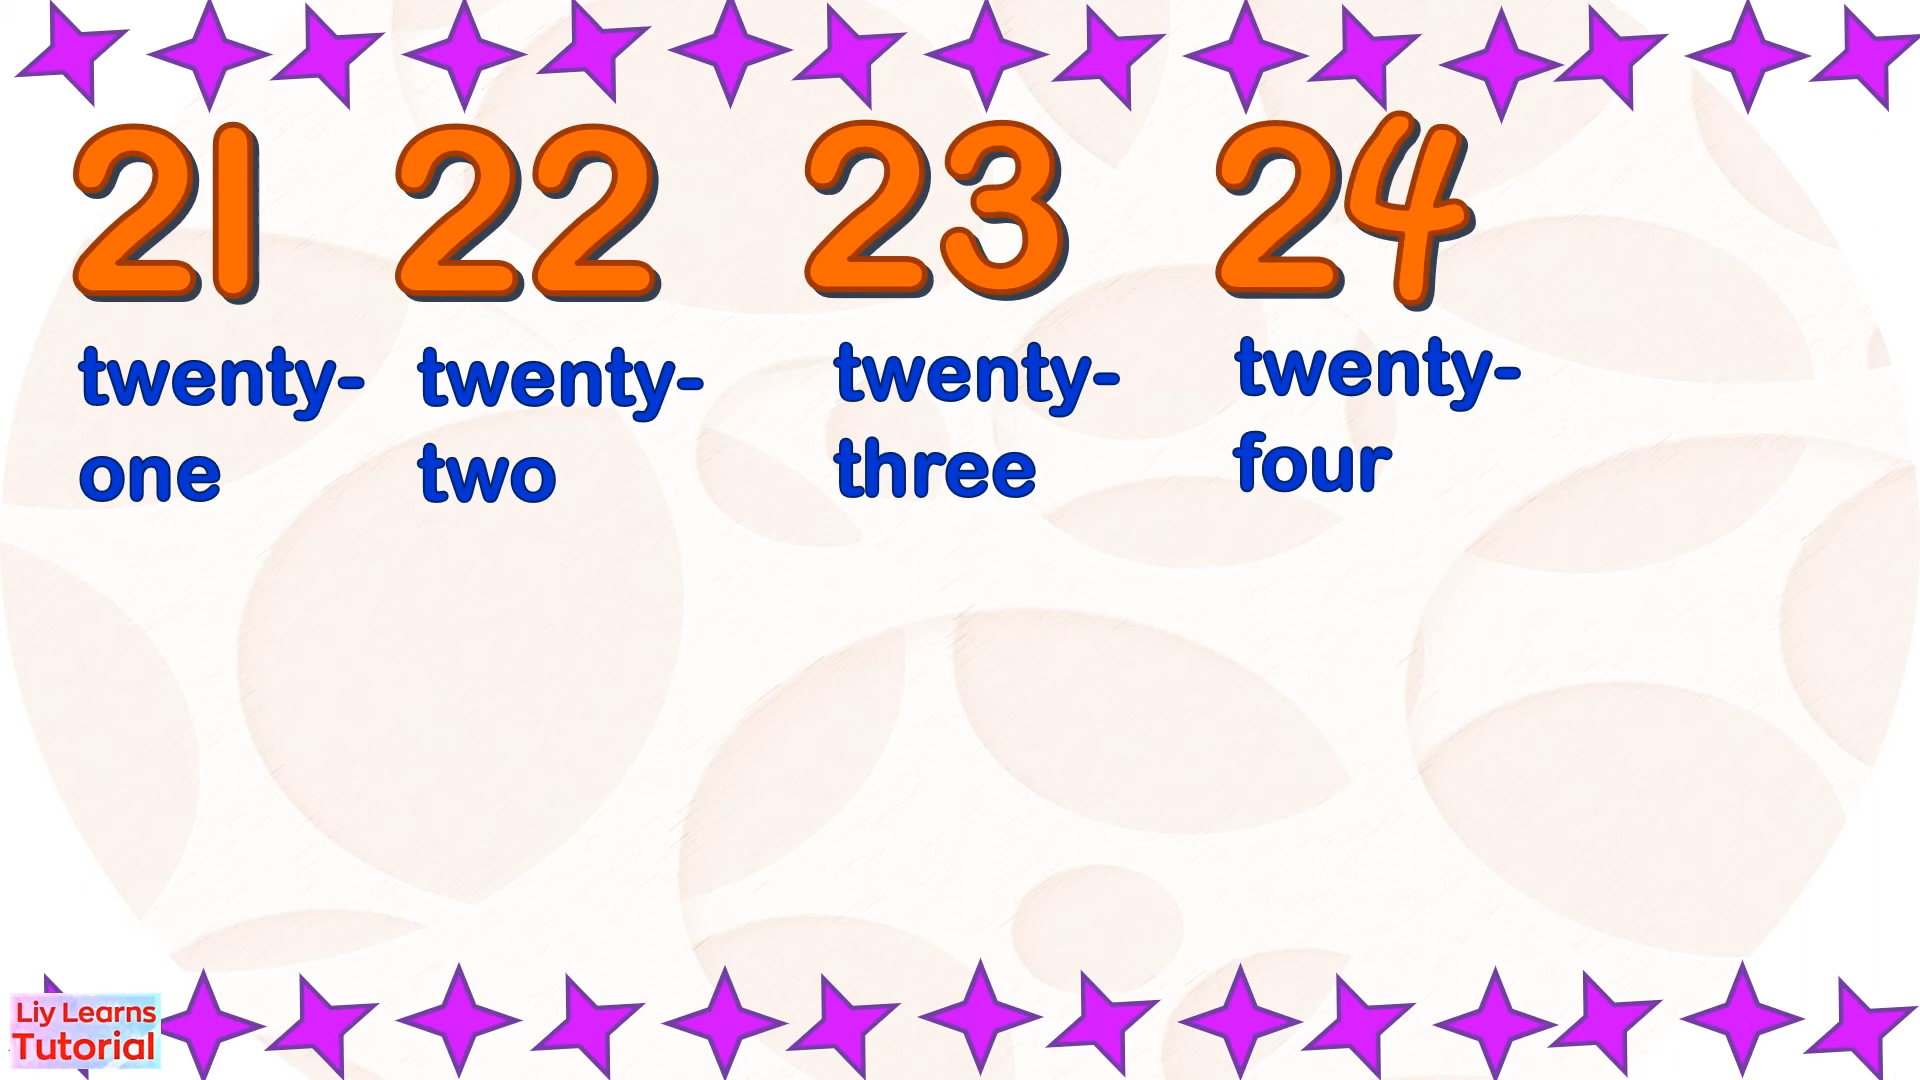 21 22 23 24
twenty- twenty- twenty- twenty-
one two three four
Liy Learns
Tutorial